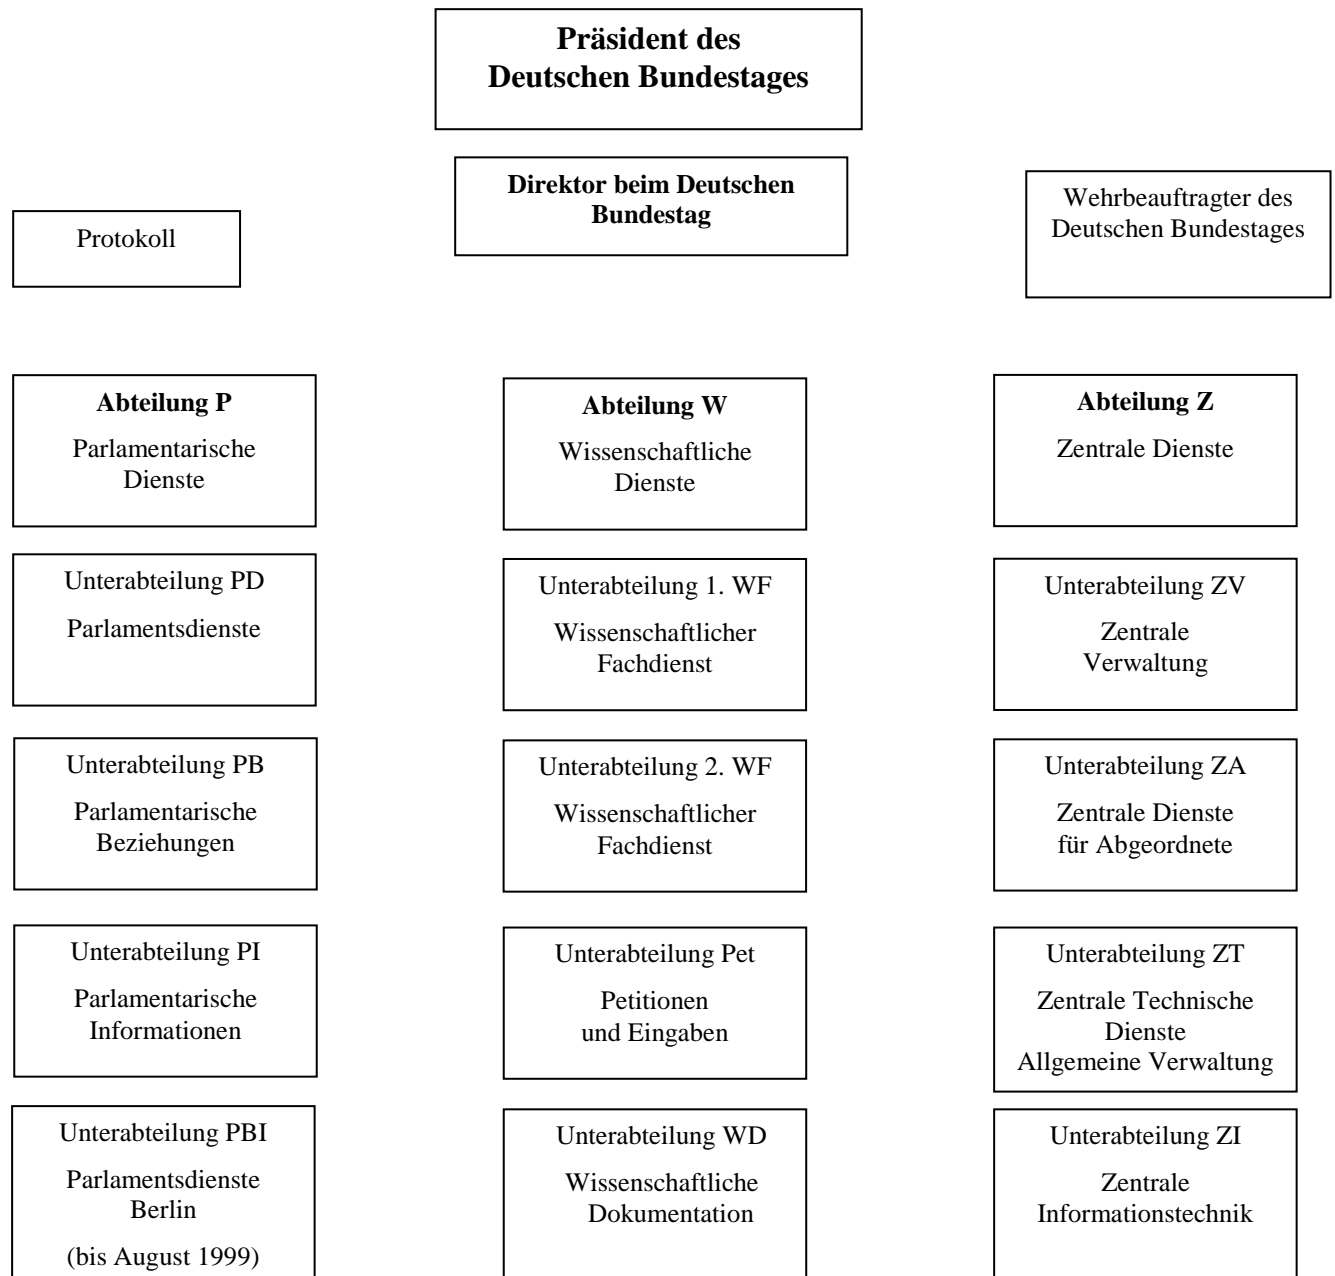 Präsident des
Deutschen Bundestages
Direktor beim Deutschen
Bundestag
Wehrbeauftragter des
Deutschen Bundestages
Protokoll
Abteilung P
Parlamentarische
Dienste
Abteilung W
Wissenschaftliche
Dienste
Abteilung Z
Zentrale Dienste
Unterabteilung PD
Parlamentsdienste
Unterabteilung 1. WF
Wissenschaftlicher
Fachdienst
Unterabteilung ZV
Zentrale
Verwaltung
Unterabteilung PB
Parlamentarische
Beziehungen
Unterabteilung 2. WF
Wissenschaftlicher
Fachdienst
Unterabteilung ZA
Zentrale Dienste
für Abgeordnete
Unterabteilung PI
Parlamentarische
Informationen
Unterabteilung Pet
Petitionen
und Eingaben
Unterabteilung ZT
Zentrale Technische
Dienste
Allgemeine Verwaltung
Unterabteilung PBI
Parlamentsdienste
Berlin
(bis August 1999)
Unterabteilung WD
Wissenschaftliche
Dokumentation
Unterabteilung ZI
Zentrale
Informationstechnik